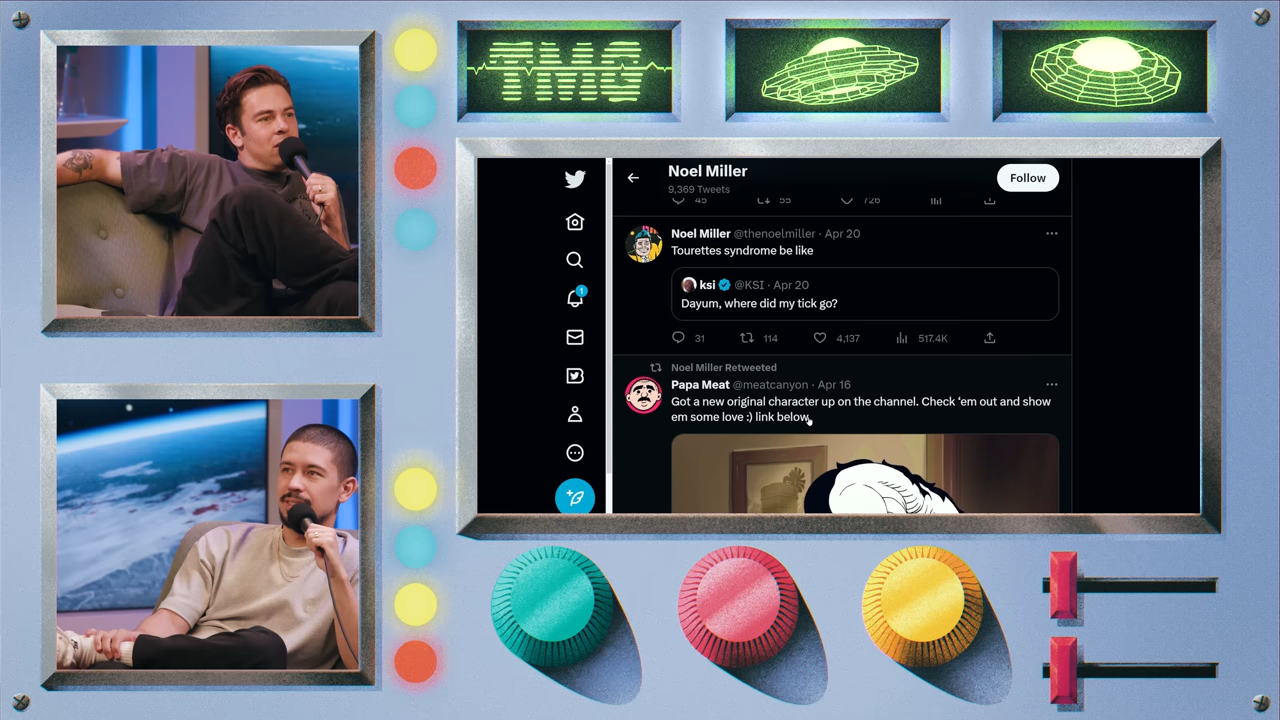 TMG
Noel Miller
9,369 Tweets
Follow
45 55 726
Noel Miller @thenoelmiller · Apr 20
Tourettes syndrome be like
ksi @KSI · Apr 20
Dayum, where did my tick go?
31 114 4,137 517.4K
Noel Miller Retweeted
Papa Meat @meatcanyon · Apr 16
Got a new original character up on the channel. Check ‘em out and show
em some love :) link below,
1